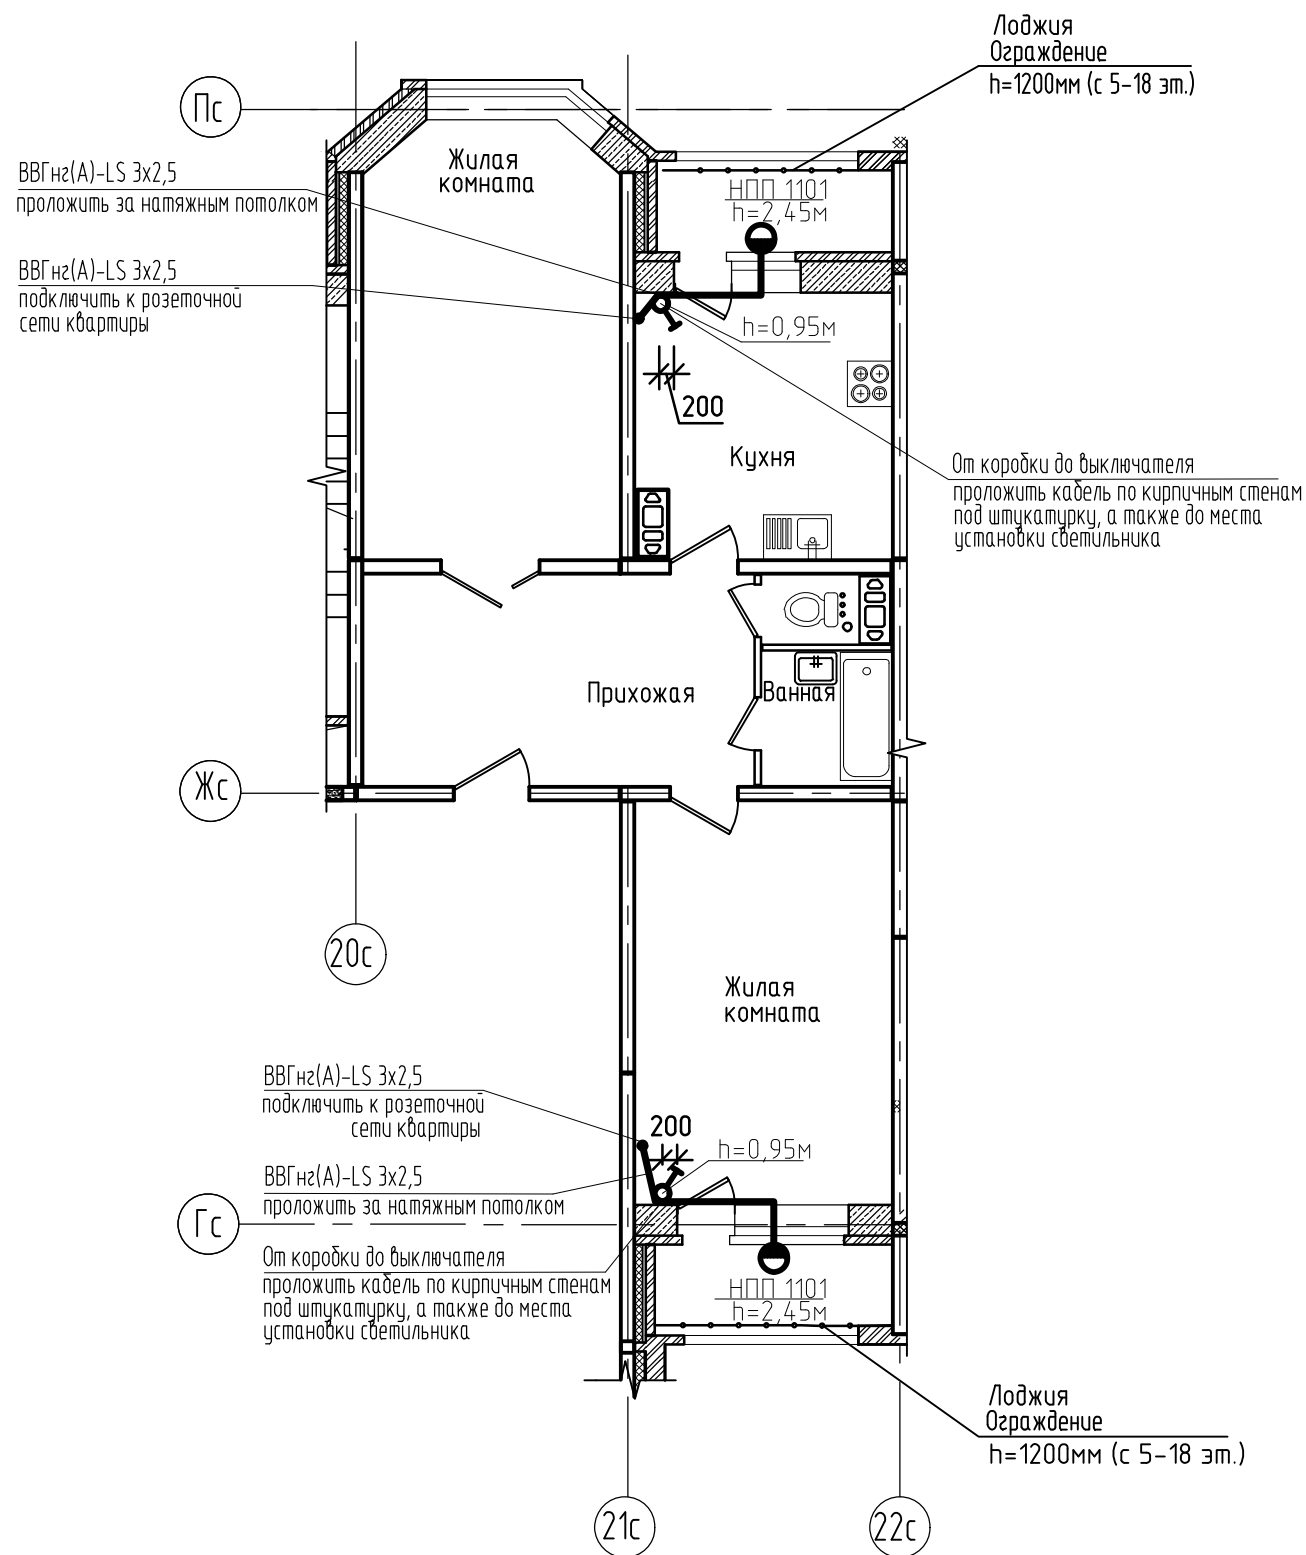 Лоджия
Ограждение
h=1200мм (с 5-18 эт.)
Пс
Жилая
комната
ВВГнг(А)-LS 3х2,5
проложить за натяжным потолком
НПП 1101
h=2,45м
ВВГнг(А)-LS 3х2,5
подключить к розеточной
сети квартиры
h=0,95м
200
Кухня
От коробки до выключателя
проложить кабель по кирпичным стенам
под штукатурку, а также до места
установки светильника
Прихожая
Ванная
Жс
20с
Жилая
комната
ВВГнг(А)-LS 3х2,5
подключить к розеточной
сети квартиры
200
h=0,95м
ВВГнг(А)-LS 3х2,5
проложить за натяжным потолком
Гс
От коробки до выключателя
проложить кабель по кирпичным стенам
под штукатурку, а также до места
установки светильника
НПП 1101
h=2,45м
Лоджия
Ограждение
h=1200мм (с 5-18 эт.)
21с
22с